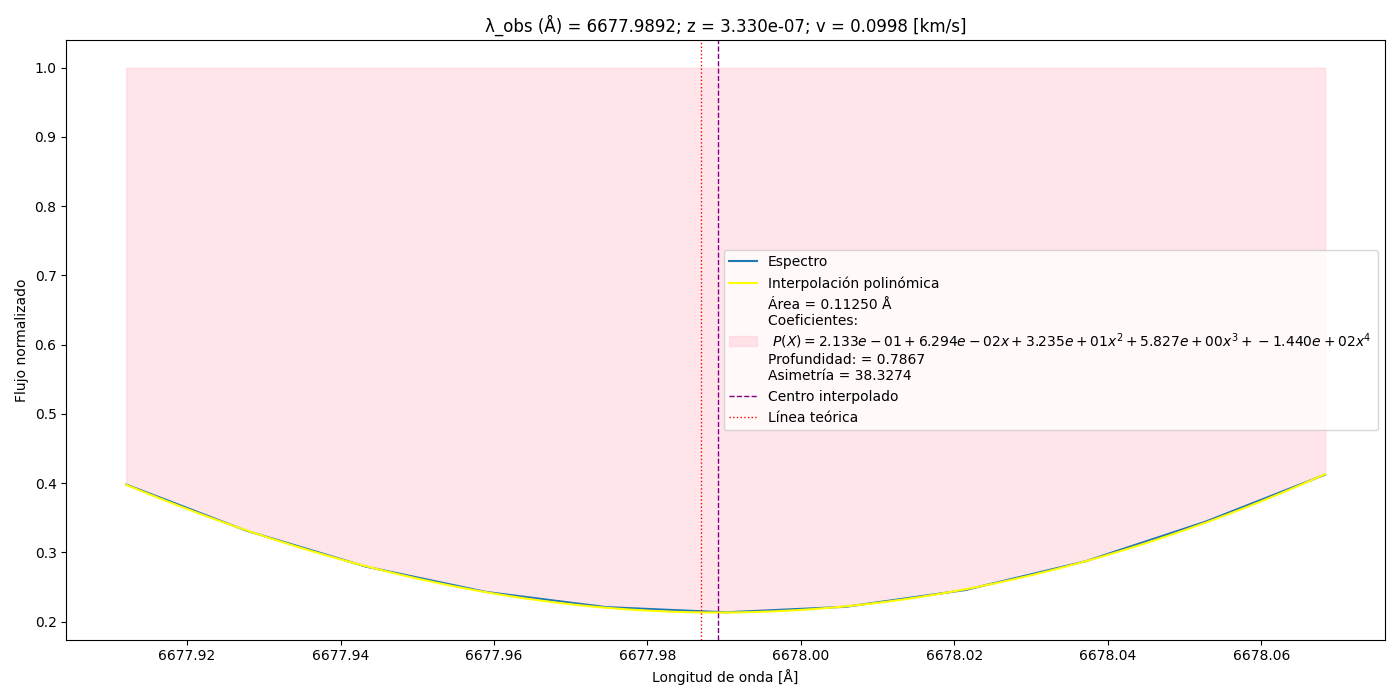 λ_obs (Å) = 6677.9892; z = 3.330e-07; v = 0.0998 [km/s]
Flujo normalizado
1.0
0.9
0.8
0.7
0.6
0.5
0.4
0.3
0.2
Espectro
Interpolación polinómica
Área = 0.11250 Å
Coeficientes:
P(X) = 2.133e − 01 + 6.294e − 02x + 3.235e + 01x² + 5.827e + 00x³ + −1.440e + 02x⁴
Profundidad: = 0.7867
Asimetría = 38.3274
Centro interpolado
Línea teórica
6677.92 6677.94 6677.96 6677.98 6678.00 6678.02 6678.04 6678.06
Longitud de onda [Å]